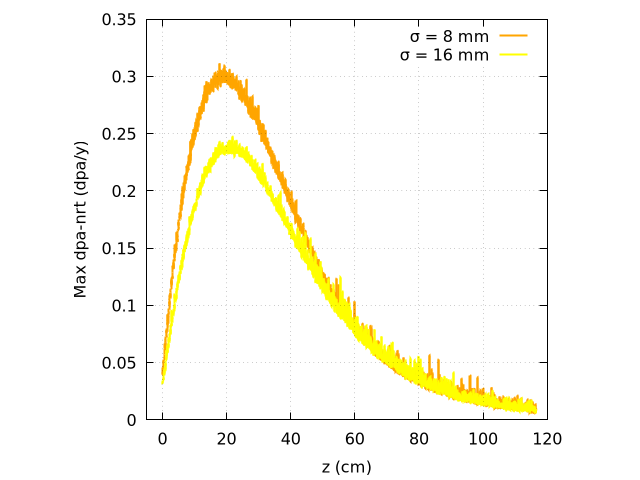 0.35
0.3
0.25
0.2
0.15
0.1
0.05
0
Max dpa-nrt (dpa/y)
σ = 8 mm
σ = 16 mm
0 20 40 60 80 100 120
z (cm)